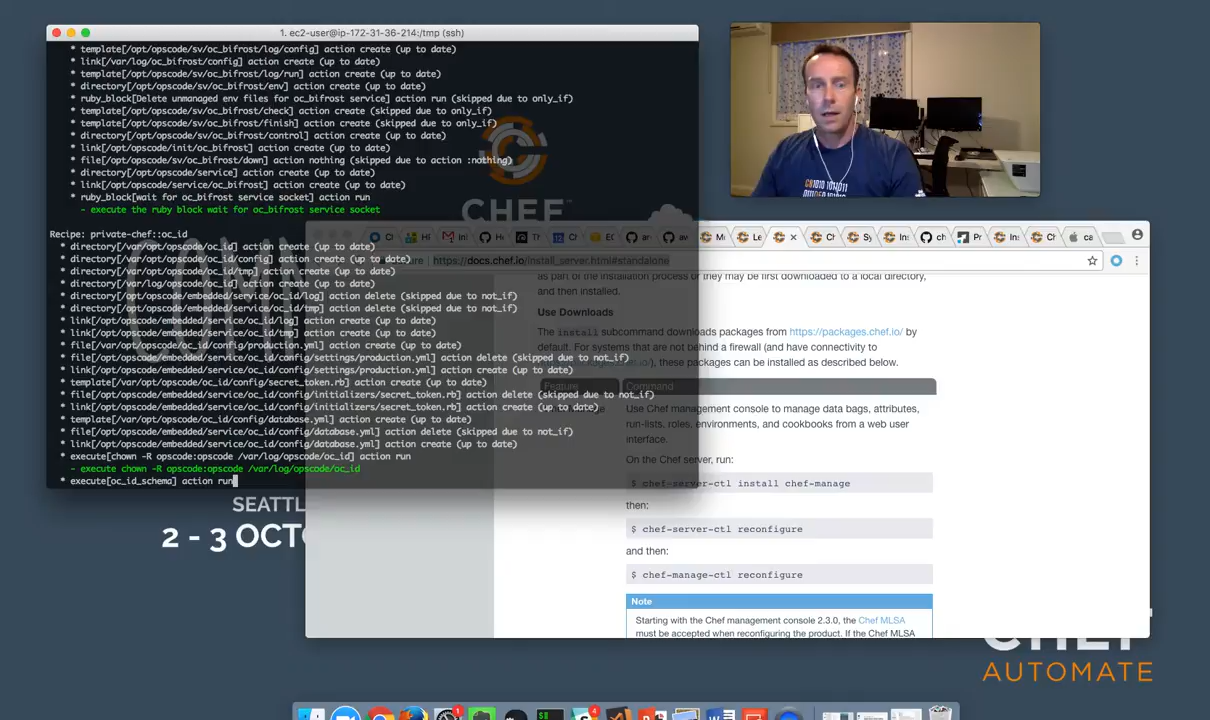 1. ec2-user@ip-172-31-36-214:/tmp (ssh)
* template[/opt/opscode/sv/oc_bifrost/log/config] action create (up to date)
* link[/var/log/oc_bifrost/config] action create (up to date)
* template[/opt/opscode/sv/oc_bifrost/log/run] action create (up to date)
* directory[/opt/opscode/sv/oc_bifrost/env] action create (up to date)
* ruby_block[Delete unmanaged env files for oc_bifrost service] action run (skipped due to only_if)
* template[/opt/opscode/sv/oc_bifrost/check] action create (skipped due to only_if)
* template[/opt/opscode/sv/oc_bifrost/finish] action create (skipped due to only_if)
* directory[/opt/opscode/sv/oc_bifrost/control] action create (up to date)
* link[/opt/opscode/init/oc_bifrost] action create (up to date)
* file[/opt/opscode/sv/oc_bifrost/down] action nothing (skipped due to action :nothing)
* directory[/opt/opscode/service] action create (up to date)
* link[/opt/opscode/service/oc_bifrost] action create (up to date)
* ruby_block[wait for oc_bifrost service socket] action run
- execute the ruby block wait for oc_bifrost service socket
Recipe: private-chef::oc_id
* directory[/var/opt/opscode/oc_id] action create (up to date)
* directory[/var/opt/opscode/oc_id/config] action create (up to date)
* directory[/var/opt/opscode/oc_id/tmp] action create (up to date)
* directory[/var/log/opscode/oc_id] action create (up to date)
* directory[/opt/opscode/embedded/service/oc_id/log] action delete (skipped due to not_if)
* directory[/opt/opscode/embedded/service/oc_id/tmp] action delete (skipped due to not_if)
* link[/opt/opscode/embedded/service/oc_id/log] action create (up to date)
* link[/opt/opscode/embedded/service/oc_id/tmp] action create (up to date)
* file[/var/opt/opscode/oc_id/config/production.yml] action create (up to date)
* file[/opt/opscode/embedded/service/oc_id/config/settings/production.yml] action delete (skipped due to not_if)
* link[/opt/opscode/embedded/service/oc_id/config/settings/production.yml] action create (up to date)
* template[/var/opt/opscode/oc_id/config/secret_token.rb] action create (up to date)
* file[/opt/opscode/embedded/service/oc_id/config/initializers/secret_token.rb] action delete (skipped due to not_if)
* link[/opt/opscode/embedded/service/oc_id/config/initializers/secret_token.rb] action create (up to date)
* template[/var/opt/opscode/oc_id/config/database.yml] action create (up to date)
* file[/opt/opscode/embedded/service/oc_id/config/database.yml] action delete (skipped due to not_if)
* link[/opt/opscode/embedded/service/oc_id/config/database.yml] action create (up to date)
* execute[chown -R opscode:opscode /var/log/opscode/oc_id] action run
- execute chown -R opscode:opscode /var/log/opscode/oc_id
* execute[oc_id_schema] action run
CHEF
SEATTL
2 - 3 OCTO
https://docs.chef.io/install_server.html#standalone
as part of the installation process or they may be first downloaded to a local directory,
and then installed.
Use Downloads
The install subcommand downloads packages from https://packages.chef.io/ by
default. For systems that are not behind a firewall (and have connectivity to
), these packages can be installed as described below.
Feature Command
Use Chef management console to manage data bags, attributes,
run-lists, roles, environments, and cookbooks from a web user
interface.
On the Chef server, run:
$ chef-server-ctl install chef-manage
then:
$ chef-server-ctl reconfigure
and then:
$ chef-manage-ctl reconfigure
Note
Starting with the Chef management console 2.3.0, the Chef MLSA
must be accepted when reconfiguring the product. If the Chef MLSA
CHEF
AUTOMATE